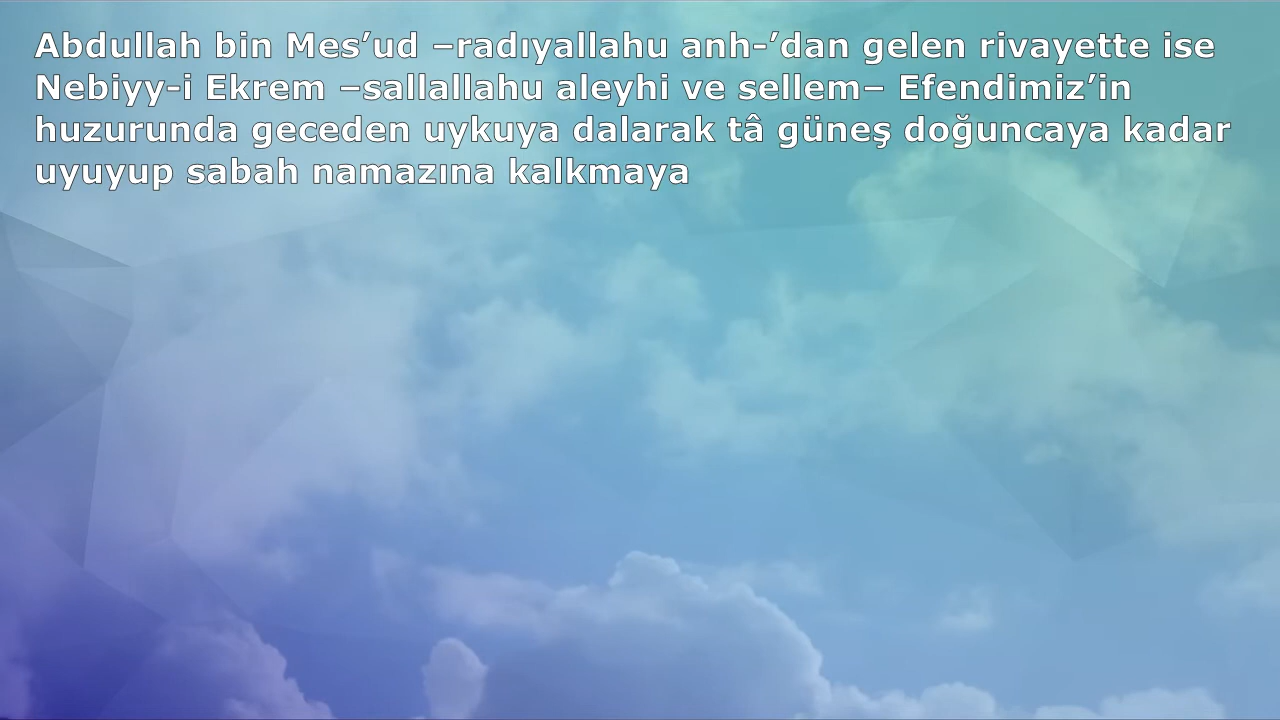 Abdullah bin Mes’ud –radıyallahu anh-’dan gelen rivayette ise
Nebiyy-i Ekrem –sallallahu aleyhi ve sellem– Efendimiz’in
huzurunda geceden uykuya dalarak tâ güneş doğuncaya kadar
uyuyup sabah namazına kalkmaya